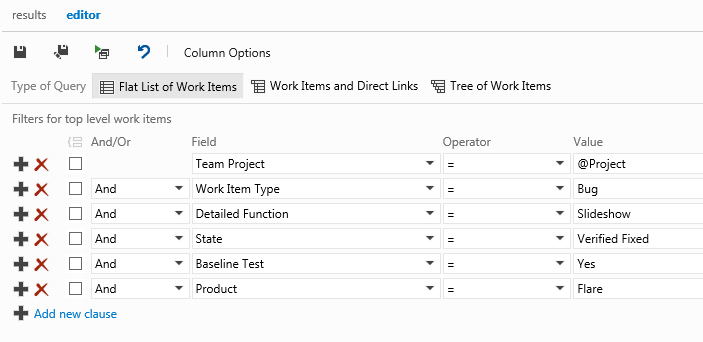 results editor
Column Options
Type of Query Flat List of Work Items Work Items and Direct Links Tree of Work Items
Filters for top level work items
And/Or Field Operator Value
Team Project = @Project
And Work Item Type = Bug
And Detailed Function = Slideshow
And State = Verified Fixed
And Baseline Test = Yes
And Product = Flare
Add new clause